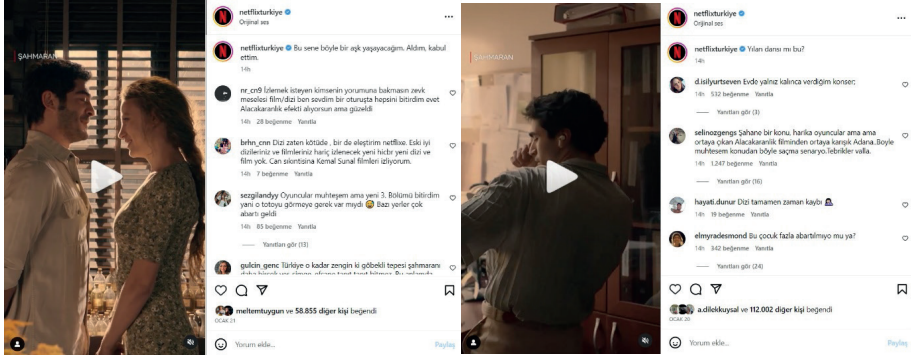 ŞAHMARAN
netflixturkiye
Orijinal ses
netflixturkiye Bu sene böyle bir aşk yaşayacağım. Aldım, kabul
ettim.
14h
nr_cn9 İzlemek isteyen kimsenin yorumuna bakmasın zevk
meselesi film/dizi ben sevdim bir oturuşta hepsini bitirdim evet
Alacakaranlık efekti alıyorsun ama güzeldi
14h 28 beğenme Yanıtla
brhn_cnn Dizi zaten kötüde , bir de eleştirim netflixe. Eski iyi
dizileriniz ve filmleriniz hariç izlenecek yeni hicbr yeni dizi ve
film yok. Can sıkıntisina Kemal Sunal filmleri izliyorum.
14h 7 beğenme Yanıtla
sezgilandyy Oyuncular muhteşem ama yeni 3. Bölümü bitirdim
yani o totoyu görmeye gerek var mıydı 😅 Bazı yerler çok
abartı geldi
14h 85 beğenme Yanıtla
Yanıtları gör (13)
gulcin_genc Türkiye o kadar zengin ki göbekli tepesi şahmaranı
meltemtuygun ve 58.855 diğer kişi beğendi
OCAK 21
Yorum ekle...
Paylaş
ŞAHMARAN
netflixturkiye
Orijinal ses
netflixturkiye Yılan dansı mı bu?
14h
d.isilyurtseven Evde yalnız kalınca verdiğim konser;
14h 532 beğenme Yanıtla
Yanıtları gör (3)
selinozgengs Şahane bir konu, harika oyuncular ama ama
ortaya çıkan Alacakaranlık filminden ortaya karışık Adana..Boyle
muhtesem konudan böyle saçma senaryo.Tebrikler valla.
14h 1.247 beğenme Yanıtla
Yanıtları gör (16)
hayati.dunur Dizi tamamen zaman kaybı 🤦🏻‍♀️
14h 19 beğenme Yanıtla
elmyradesmond Bu çocuk fazla abartılmıyo mu ya?
14h 342 beğenme Yanıtla
Yanıtları gör (24)
a.dilekkuysal ve 112.002 diğer kişi beğendi
OCAK 20
Yorum ekle...
Paylaş